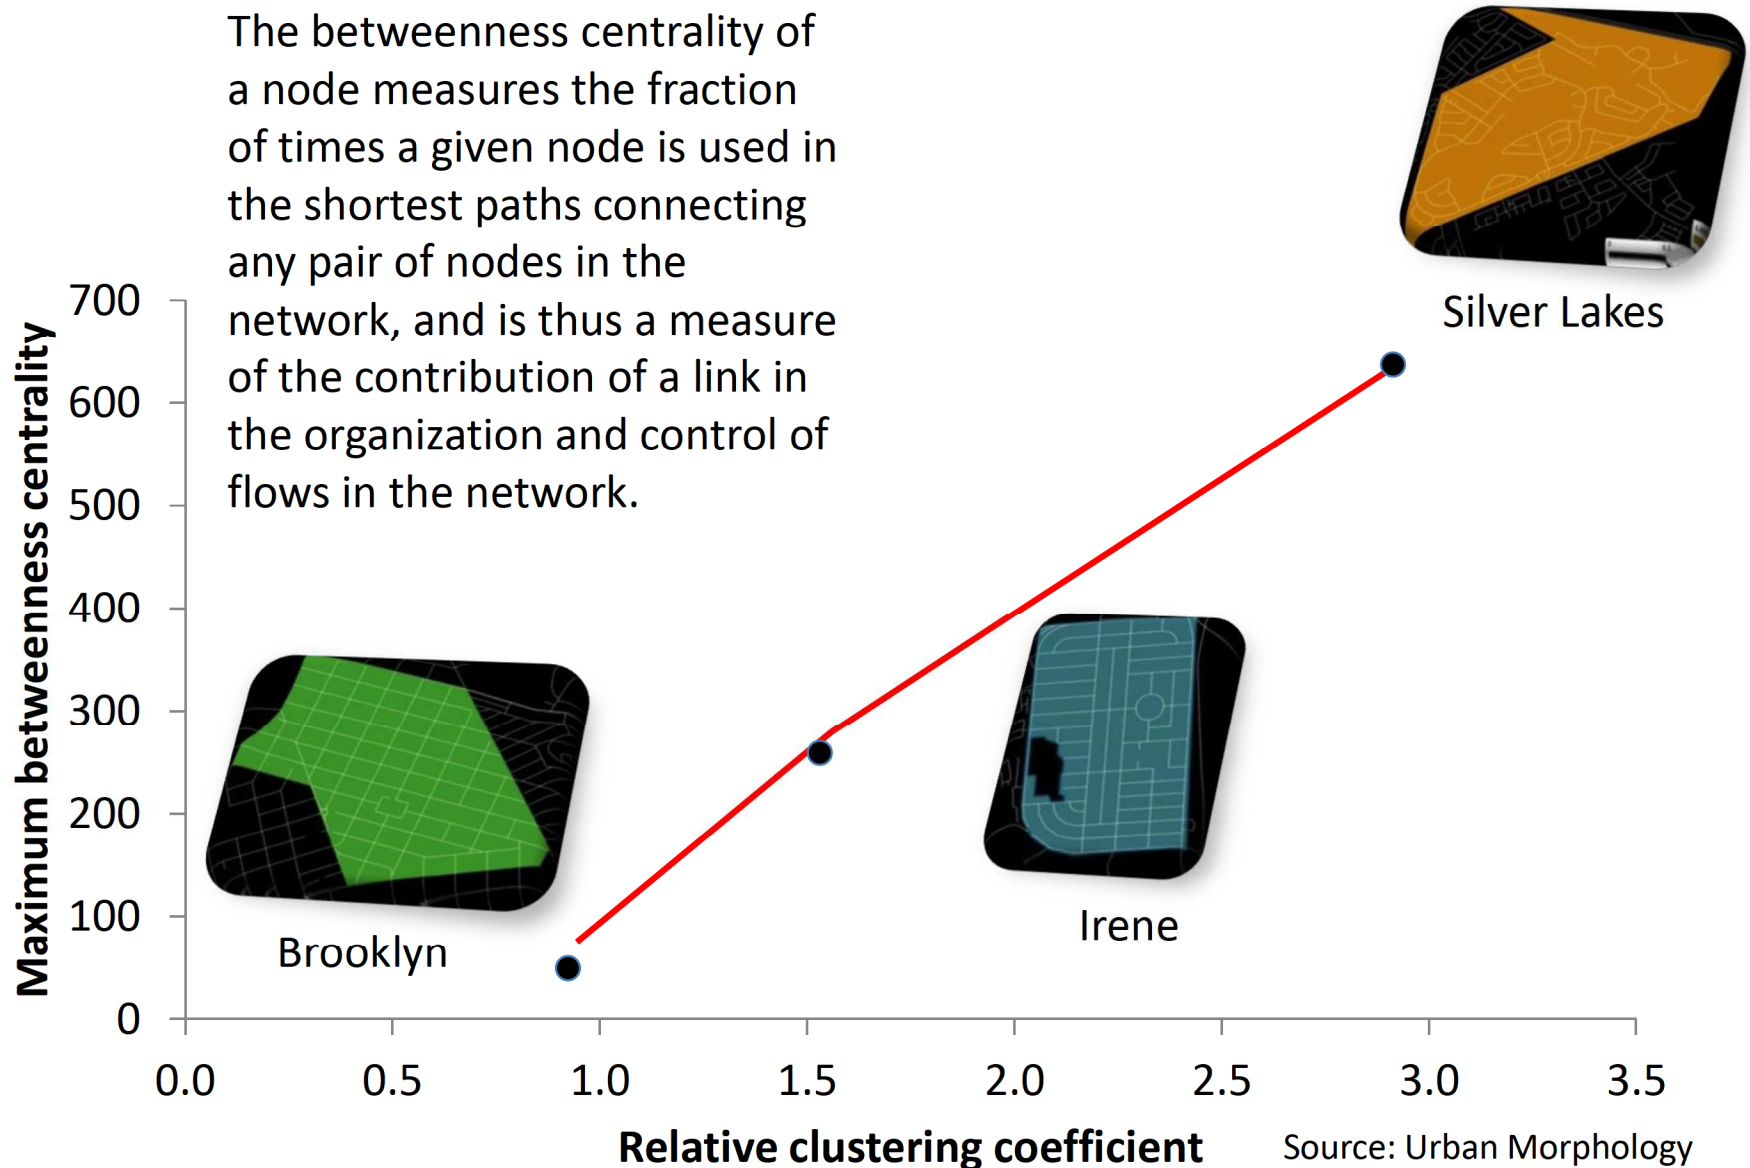 The betweenness centrality of
a node measures the fraction
of times a given node is used in
the shortest paths connecting
any pair of nodes in the
network, and is thus a measure
of the contribution of a link in
the organization and control of
flows in the network.
Silver Lakes
Maximum betweenness centrality
700
600
500
400
300
200
100
0
Brooklyn
Irene
0.0 0.5 1.0 1.5 2.0 2.5 3.0 3.5
Relative clustering coefficient
Source: Urban Morphology